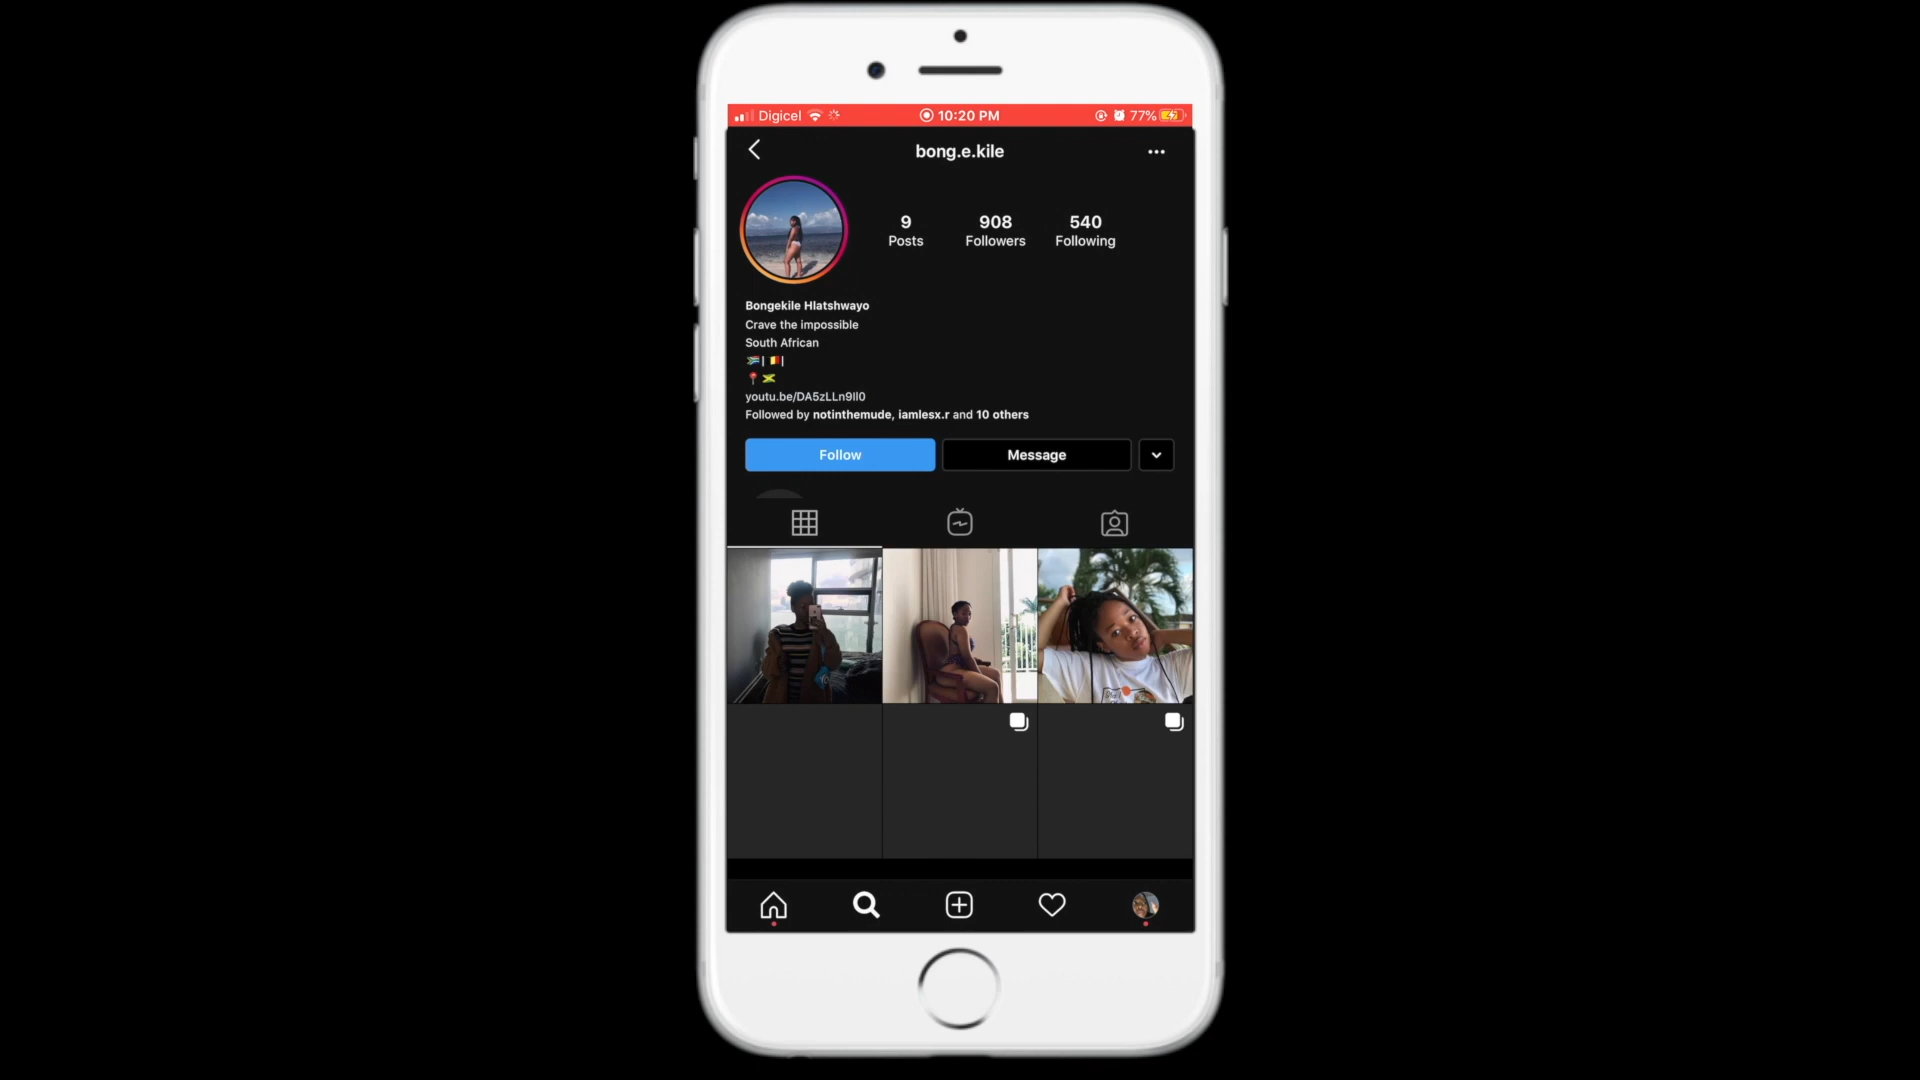 Digicel 10:20 PM 77%
bong.e.kile
9 908 540
Posts Followers Following
Bongekile Hlatshwayo
Crave the impossible
South African
🇿🇦| 🇧🇪|
📍🇯🇲
youtu.be/DA5zLLn9Il0
Followed by notinthemude, iamlesx.r and 10 others
Follow Message